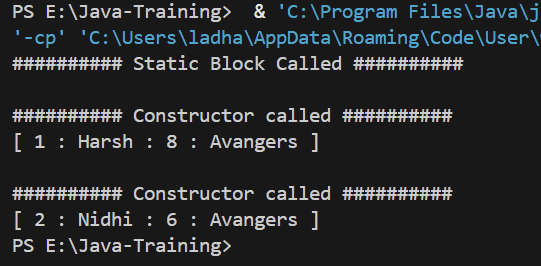 PS E:\Java-Training>  & 'C:\Program Files\Java\j
'-cp' 'C:\Users\ladha\AppData\Roaming\Code\User\
########## Static Block Called ##########
########## Constructor called ##########
[ 1 : Harsh : 8 : Avangers ]
########## Constructor called ##########
[ 2 : Nidhi : 6 : Avangers ]
PS E:\Java-Training>